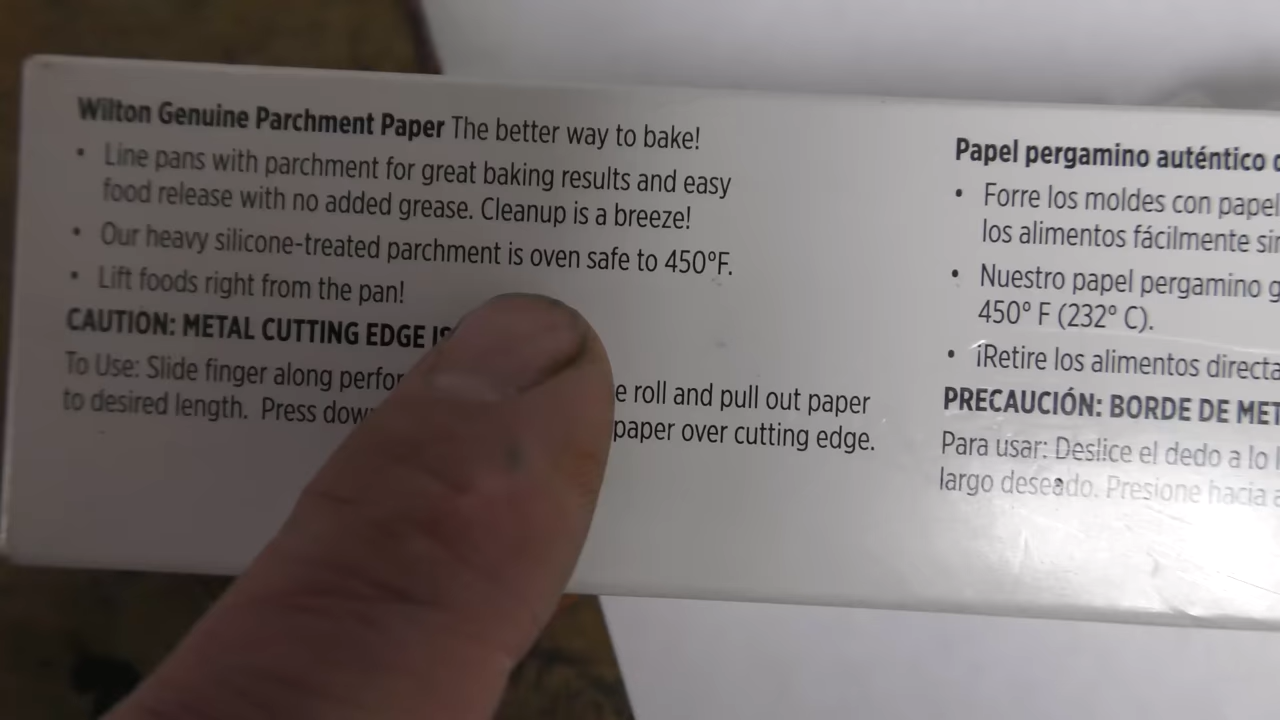 Wilton Genuine Parchment Paper The better way to bake!
• Line pans with parchment for great baking results and easy
food release with no added grease. Cleanup is a breeze!
• Our heavy silicone-treated parchment is oven safe to 450°F.
• Lift foods right from the pan!
CAUTION: METAL CUTTING EDGE IS
To Use: Slide finger along roll and pull out paper
to desired length. Press paper over cutting edge.
Papel pergamino auténtico
• Forre los moldes con papel
los alimentos fácilmente
• Nuestro papel pergamino
450° F (232° C).
• ¡Retire los alimentos
PRECAUCIÓN: BORDE DE
Para usar: Deslice el dedo a lo
largo deseado. Presione hacia